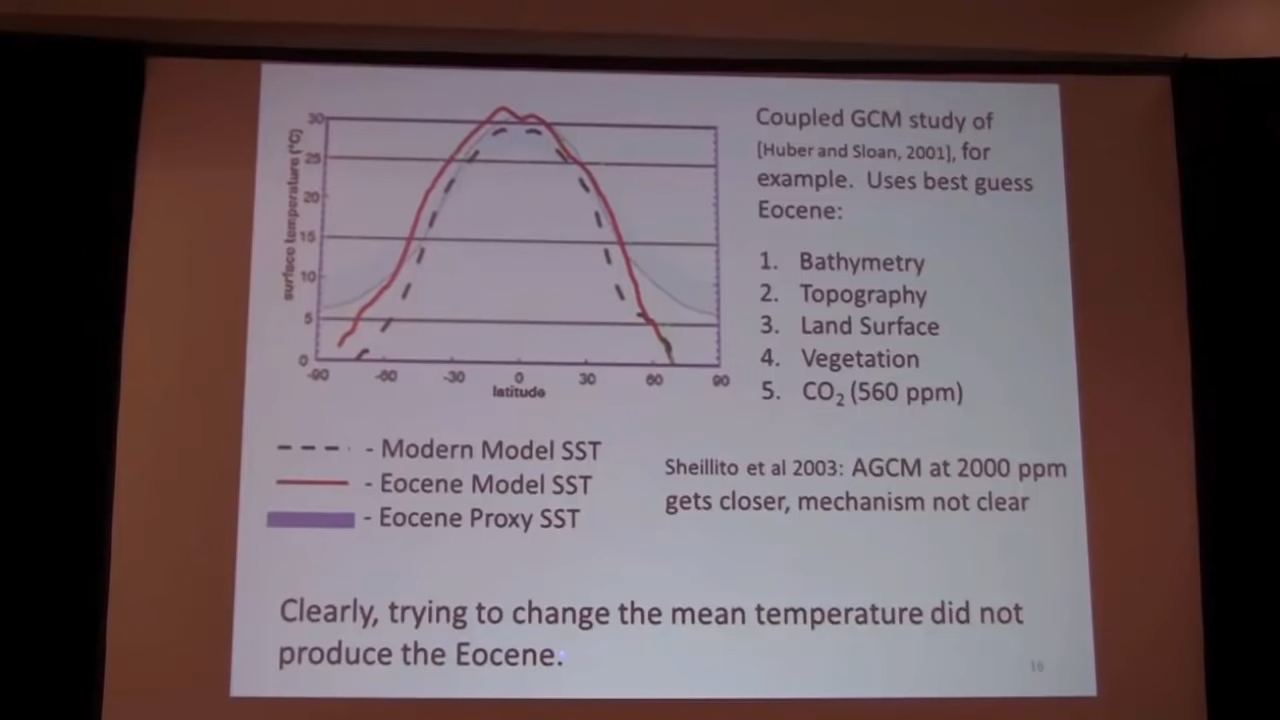 30
25
20
15
10
5
0
surface temperature (°C)
-90 -60 -30 0 30 60 90
latitude
Coupled GCM study of
[Huber and Sloan, 2001], for
example. Uses best guess
Eocene:
1. Bathymetry
2. Topography
3. Land Surface
4. Vegetation
5. CO₂ (560 ppm)
- Modern Model SST
- Eocene Model SST
- Eocene Proxy SST
Sheillito et al 2003: AGCM at 2000 ppm
gets closer, mechanism not clear
Clearly, trying to change the mean temperature did not
produce the Eocene.
16